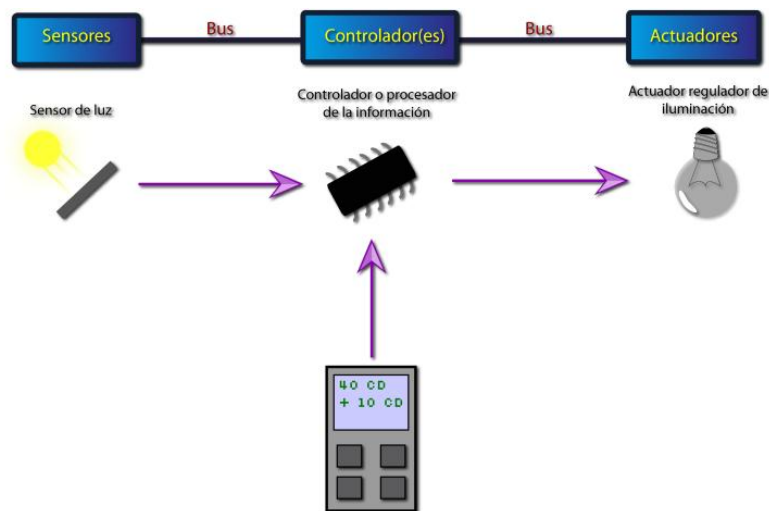 Sensores
Bus
Controlador(es)
Bus
Actuadores
Sensor de luz
Controlador o procesador
de la información
Actuador regulador de
iluminación
40 CD
+ 10 CD